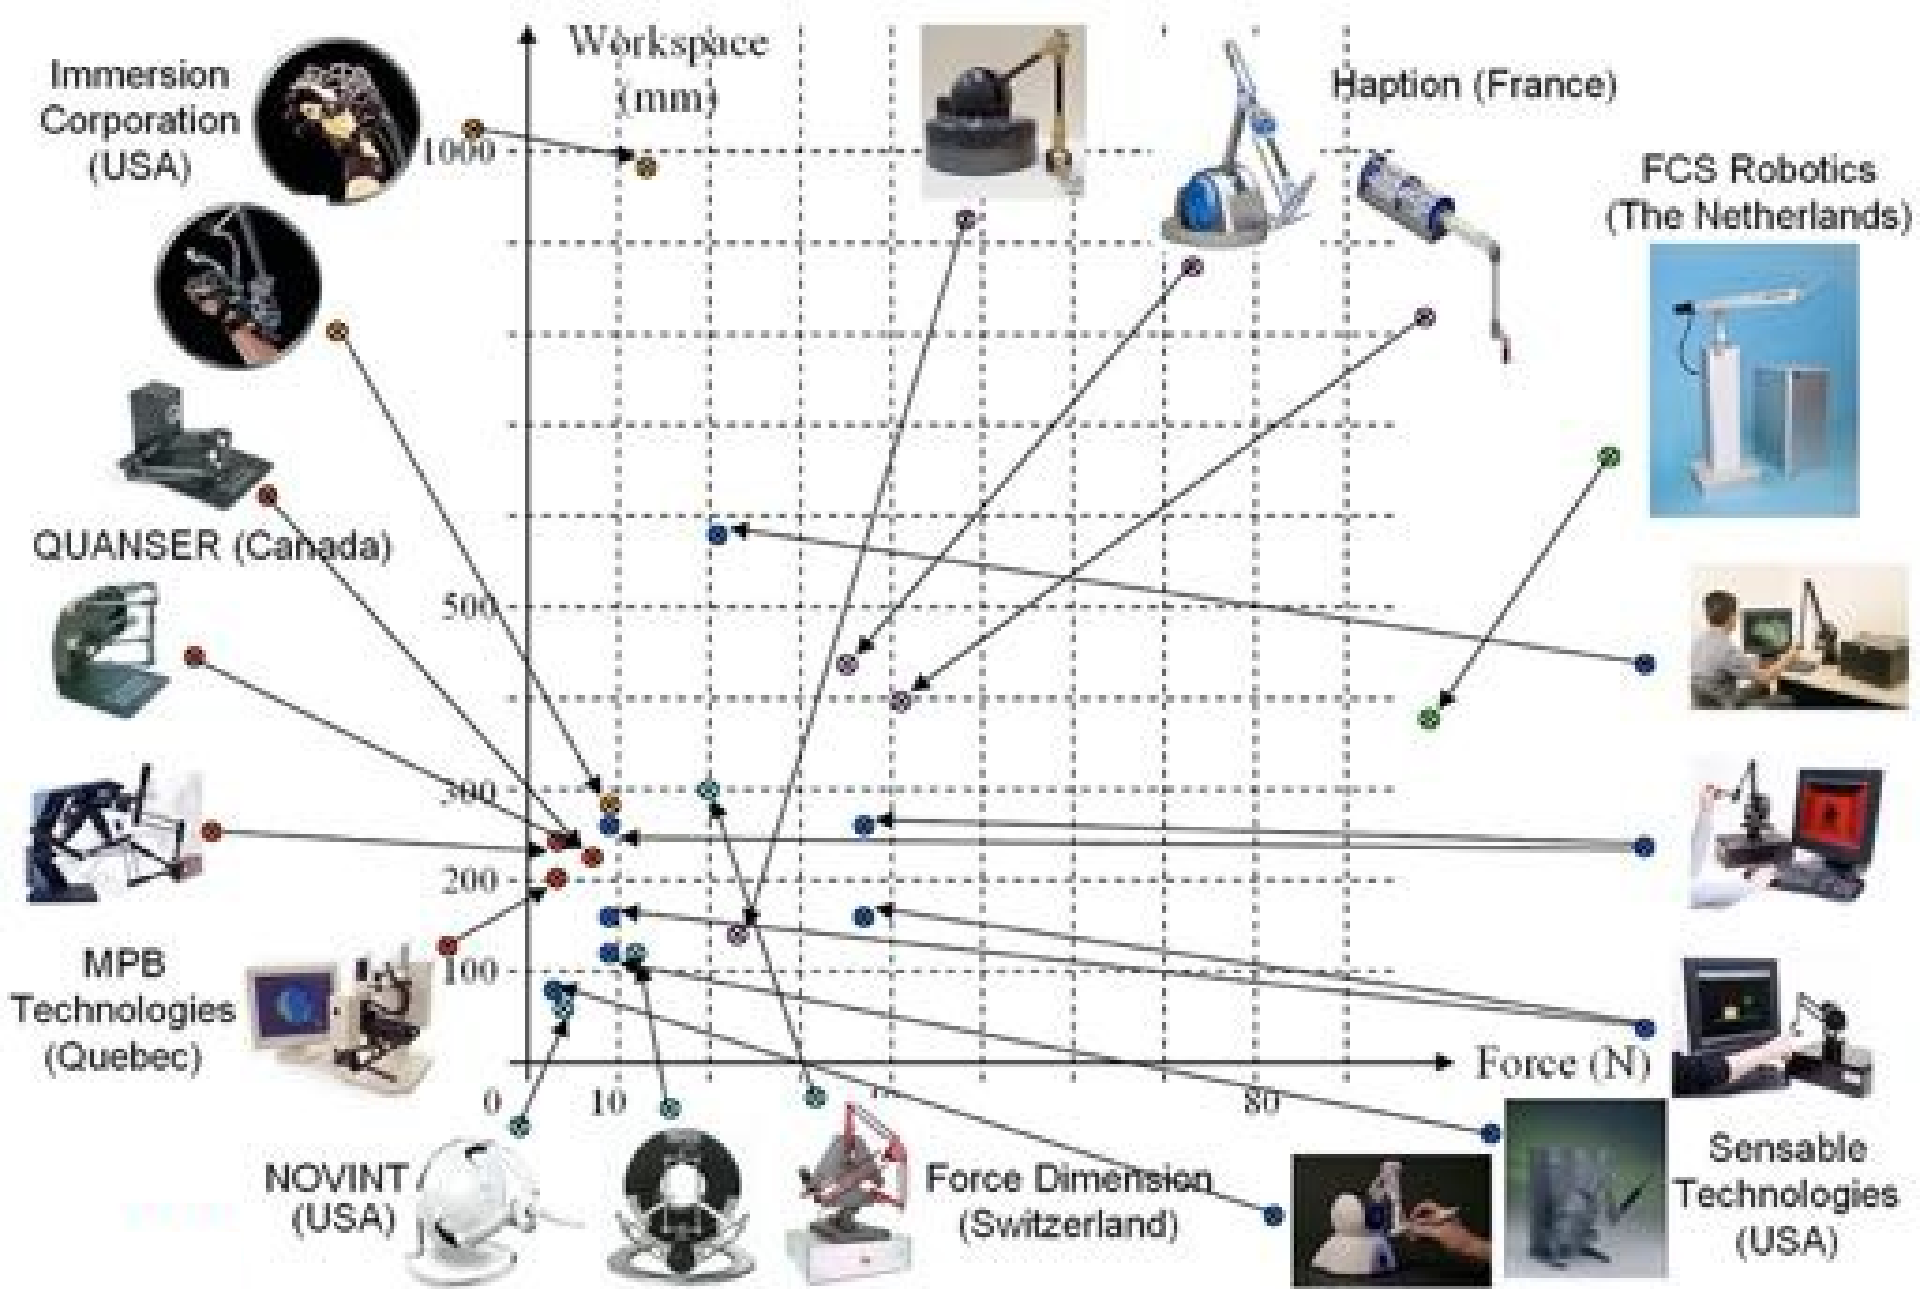 Immersion
Corporation
(USA)
Workspace
(mm)
Haption (France)
FCS Robotics
(The Netherlands)
1000
QUANSER (Canada)
500
300
200
MPB
Technologies
(Quebec)
100
Force (N)
0
10
80
NOVINT
(USA)
Force Dimension
(Switzerland)
Sensable
Technologies
(USA)